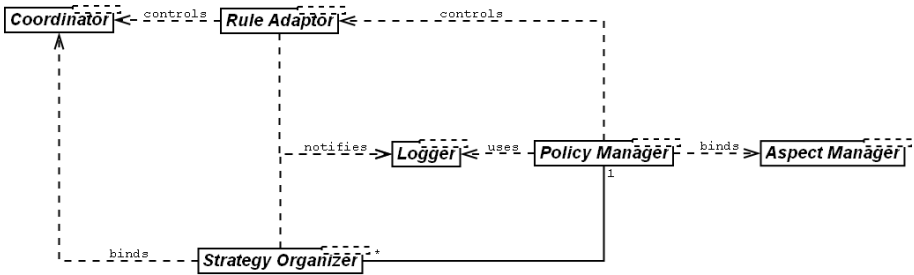 Coordinator
controls
Rule Adaptor
controls
notifies
Logger
uses
Policy Manager
binds
Aspect Manager
1
binds
Strategy Organizer
*